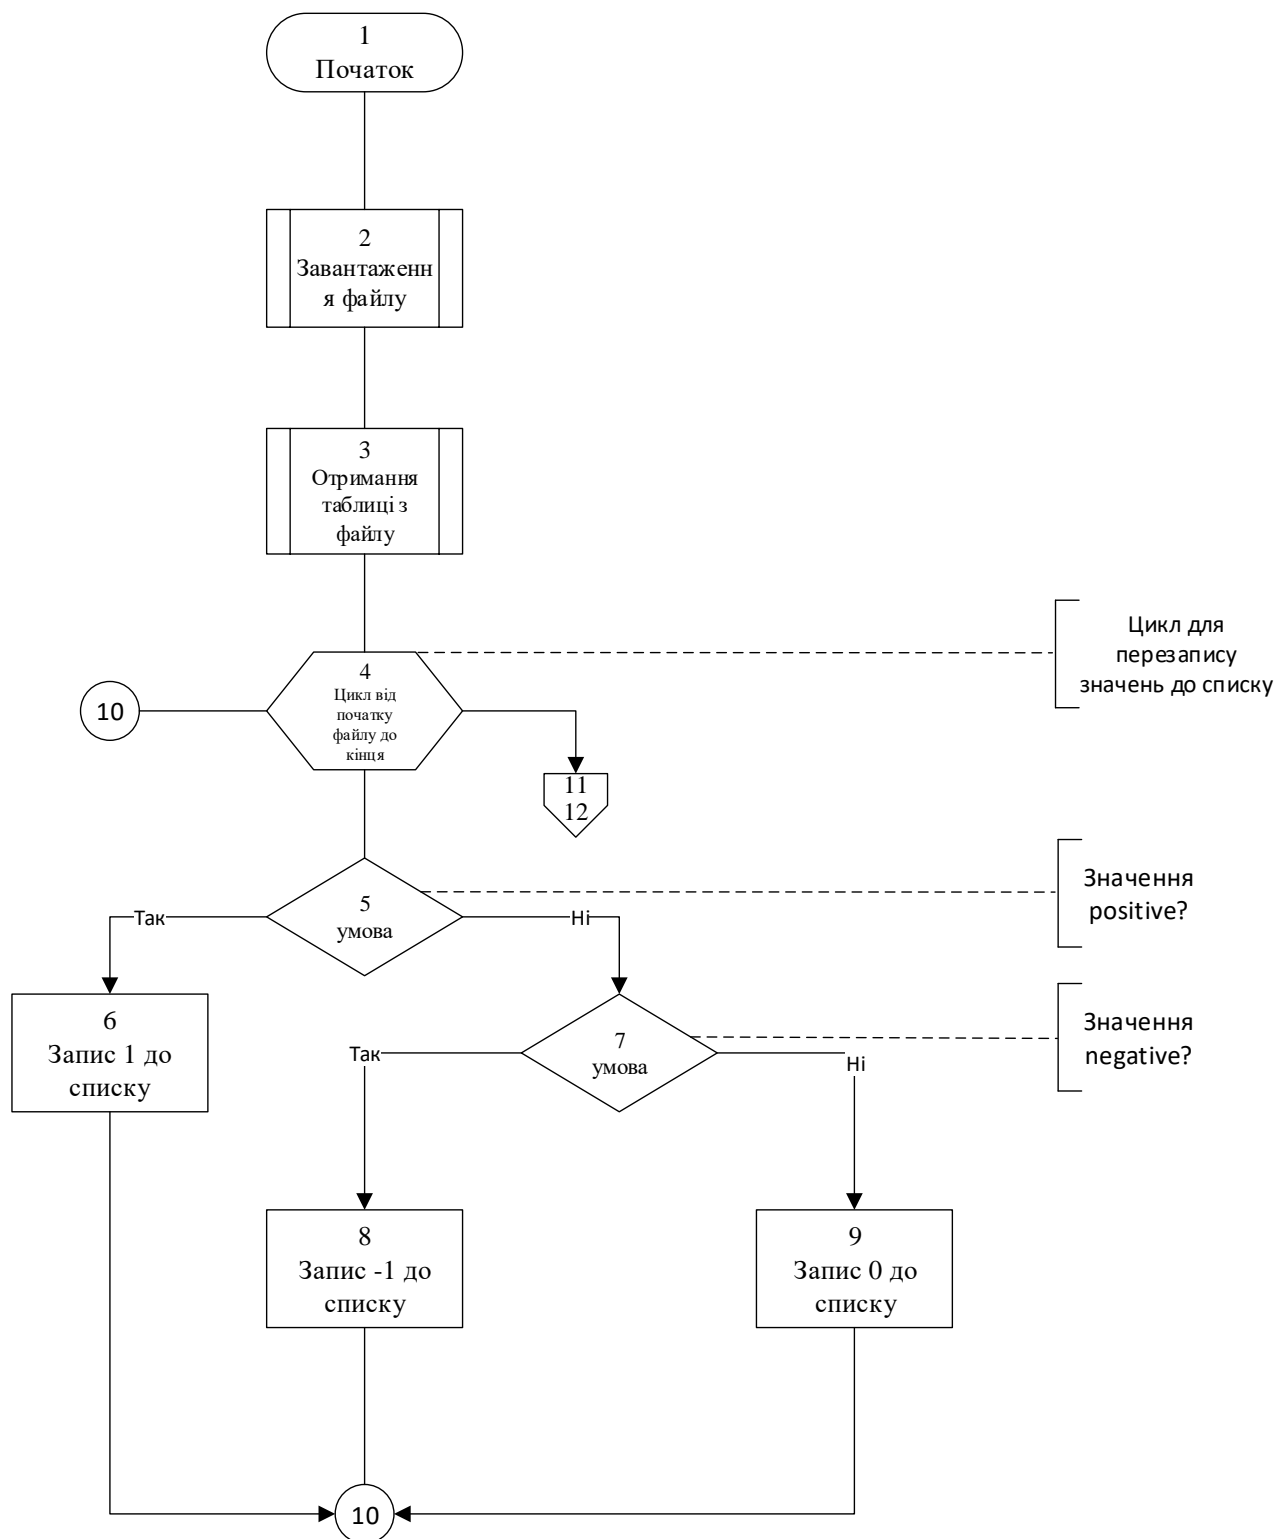 1
Початок
2
Завантаженн
я файлу
3
Отримання
таблиці з
файлу
Цикл для
перезапису
значень до списку
4
Цикл від
початку
файлу до
кінця
10
11
12
5
умова
Так
Ні
Значення
positive?
6
Запис 1 до
списку
7
умова
Так
Ні
Значення
negative?
8
Запис -1 до
списку
9
Запис 0 до
списку
10